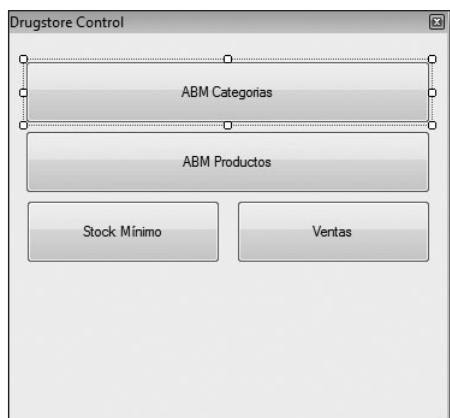 Drugstore Control
ABM Categorias
ABM Productos
Stock Mínimo
Ventas